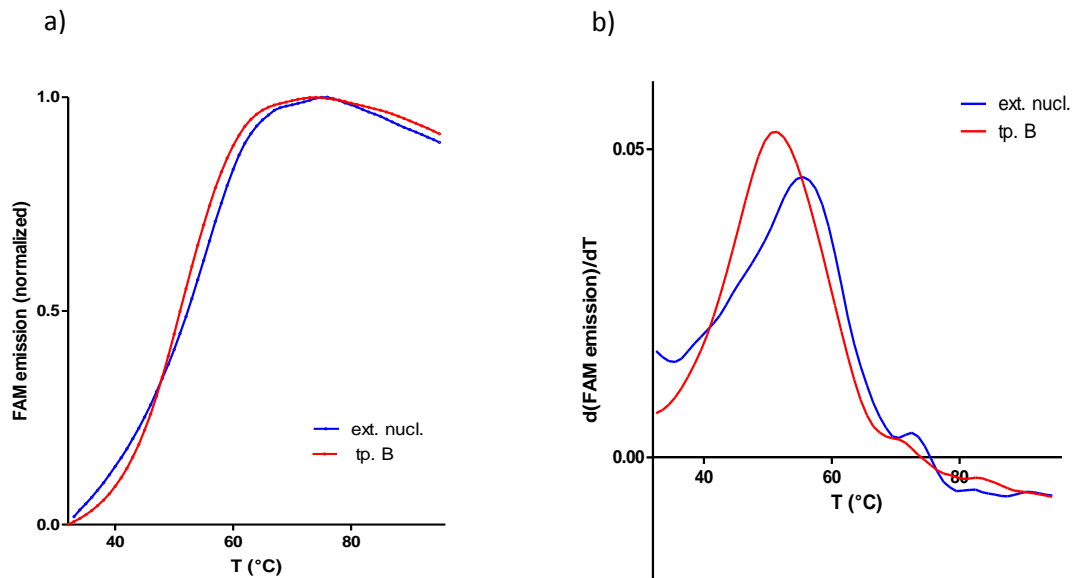 a)
FAM emission (normalized)
1.0
0.5
0.0
40
60
80
T (°C)
ext. nucl.
tp. B
b)
d(FAM emission)/dT
0.05
0.00
40
60
80
T (°C)
ext. nucl.
tp. B